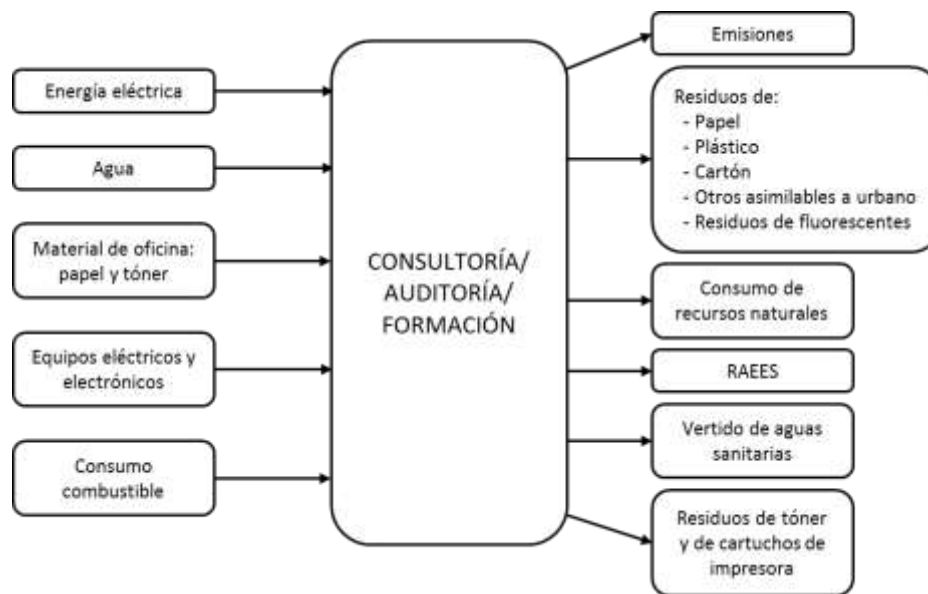 Energía eléctrica
Agua
Material de oficina:
papel y tóner
Equipos eléctricos y
electrónicos
Consumo
combustible
CONSULTORÍA/
AUDITORÍA/
FORMACIÓN
Emisiones
Residuos de:
- Papel
- Plástico
- Cartón
- Otros asimilables a urbano
- Residuos de fluorescentes
Consumo de
recursos naturales
RAEES
Vertido de aguas
sanitarias
Residuos de tóner
y de cartuchos de
impresora